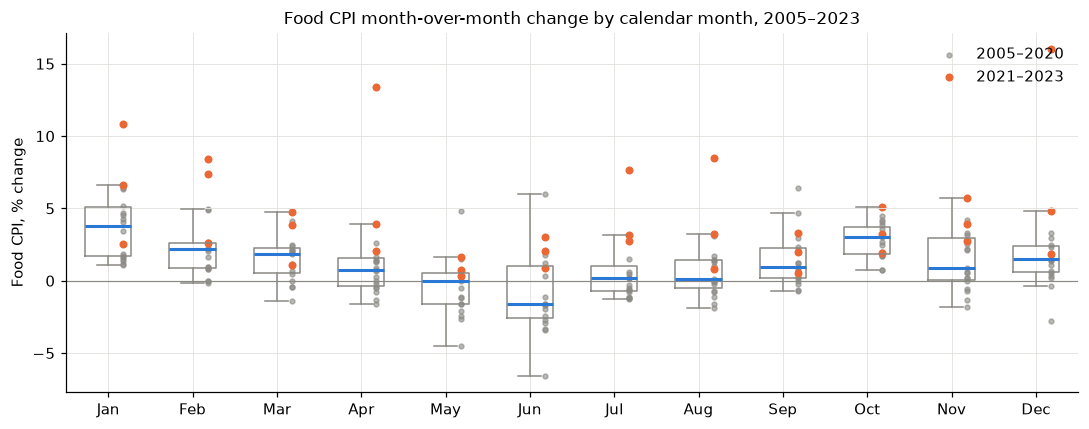 Food CPI month-over-month change by calendar month, 2005–2023
2005–2020
2021–2023
Food CPI, % change
15
10
5
0
−5
Jan Feb Mar Apr May Jun Jul Aug Sep Oct Nov Dec